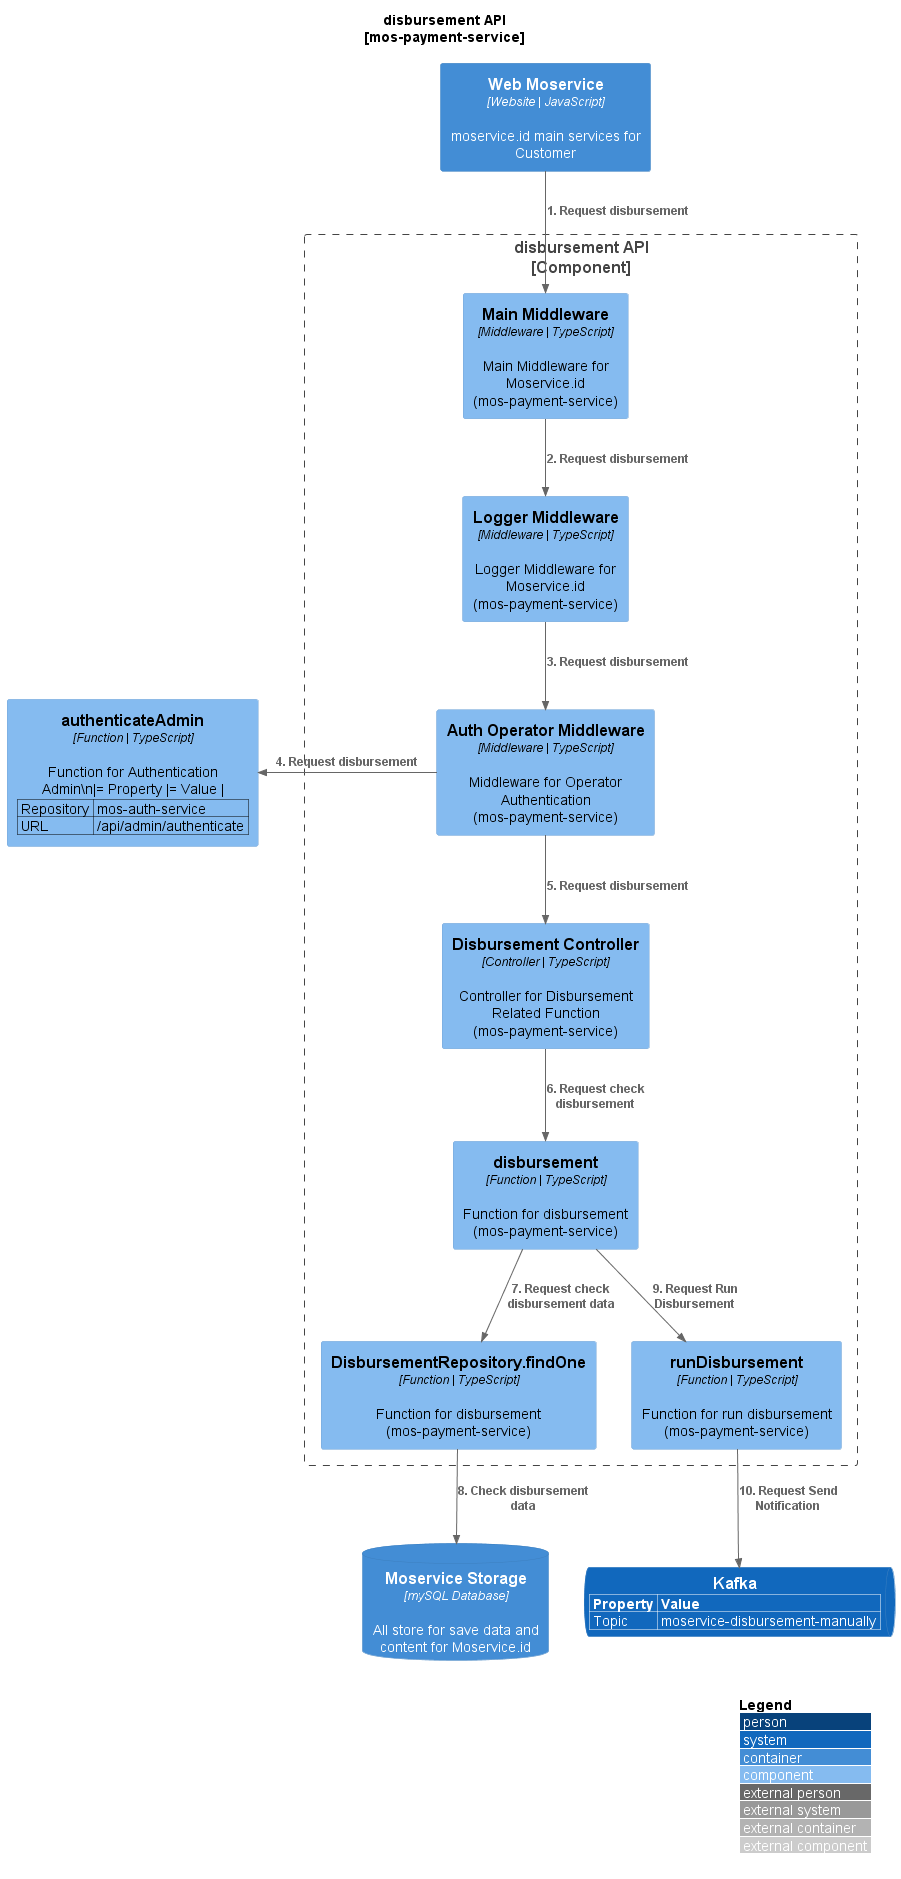 disbursement API
[mos-payment-service]
Web Moservice
[Website | JavaScript]
moservice.id main services for
Customer
1. Request disbursement
disbursement API
[Component]
Main Middleware
[Middleware | TypeScript]
Main Middleware for
Moservice.id
(mos-payment-service)
2. Request disbursement
Logger Middleware
[Middleware | TypeScript]
Logger Middleware for
Moservice.id
(mos-payment-service)
3. Request disbursement
authenticateAdmin
[Function | TypeScript]
Function for Authentication
Admin\n|= Property |= Value |
Repository mos-auth-service
URL /api/admin/authenticate
4. Request disbursement
Auth Operator Middleware
[Middleware | TypeScript]
Middleware for Operator
Authentication
(mos-payment-service)
5. Request disbursement
Disbursement Controller
[Controller | TypeScript]
Controller for Disbursement
Related Function
(mos-payment-service)
6. Request check
disbursement
disbursement
[Function | TypeScript]
Function for disbursement
(mos-payment-service)
7. Request check
disbursement data
9. Request Run
Disbursement
DisbursementRepository.findOne
[Function | TypeScript]
Function for disbursement
(mos-payment-service)
runDisbursement
[Function | TypeScript]
Function for run disbursement
(mos-payment-service)
8. Check disbursement
data
10. Request Send
Notification
Moservice Storage
[mySQL Database]
All store for save data and
content for Moservice.id
Kafka
Property Value
Topic moservice-disbursement-manually
Legend
person
system
container
component
external person
external system
external container
external component